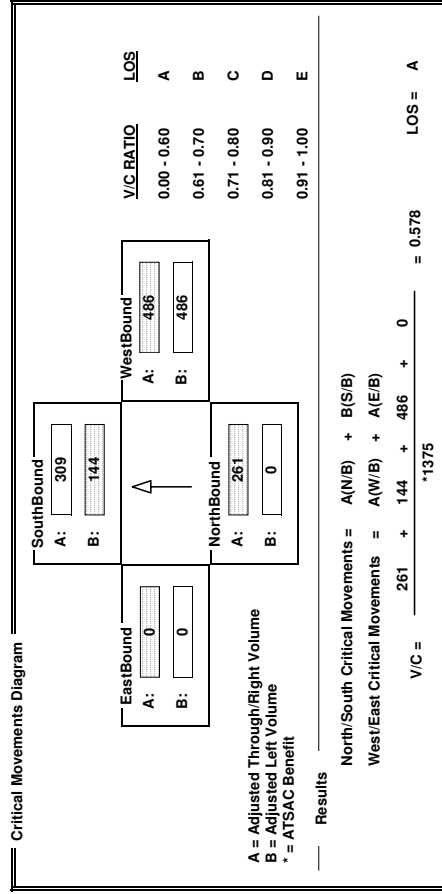 Critical Movements Diagram
SouthBound
A: 309
B: 144
EastBound
A: 0
B: 0
WestBound
A: 486
B: 486
NorthBound
A: 261
B: 0
V/C RATIO LOS
0.00 - 0.60 A
0.61 - 0.70 B
0.71 - 0.80 C
0.81 - 0.90 D
0.91 - 1.00 E
A = Adjusted Through/Right Volume
B = Adjusted Left Volume
* = ATSAC Benefit
Results
North/South Critical Movements = A(N/B) + B(S/B)
West/East Critical Movements = A(W/B) + A(E/B)
V/C = 261 + 144 + 486 + 0 = 0.578 LOS = A
*1375